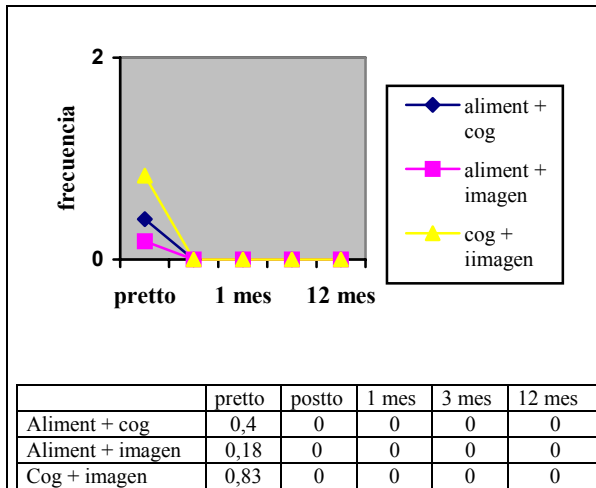 2
frecuencia
0
pretto 1 mes 12 mes
aliment +
cog
aliment +
imagen
cog +
iimagen
pretto postto 1 mes 3 mes 12 mes
Aliment + cog 0,4 0 0 0 0
Aliment + imagen 0,18 0 0 0 0
Cog + imagen 0,83 0 0 0 0